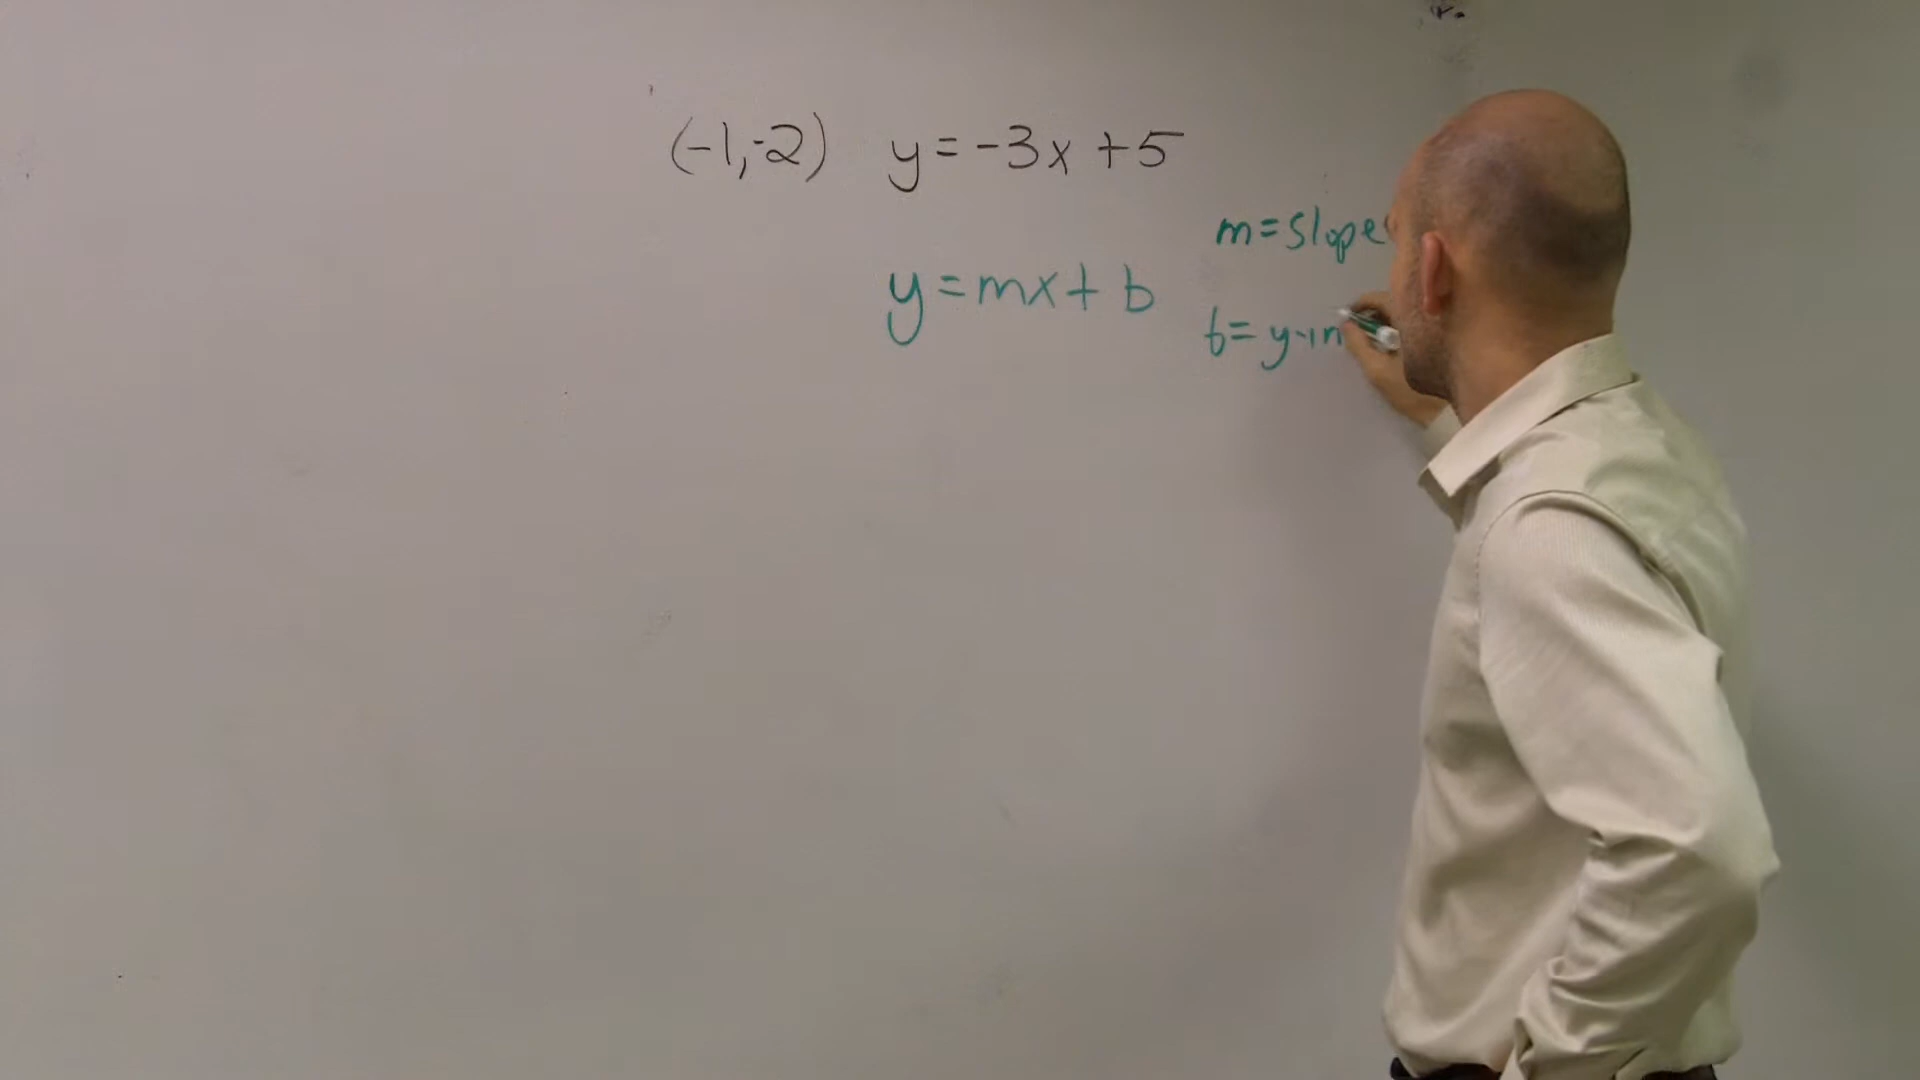 (-1,-2) y=-3x+5
m=slope
y=mx+b
b=y-in